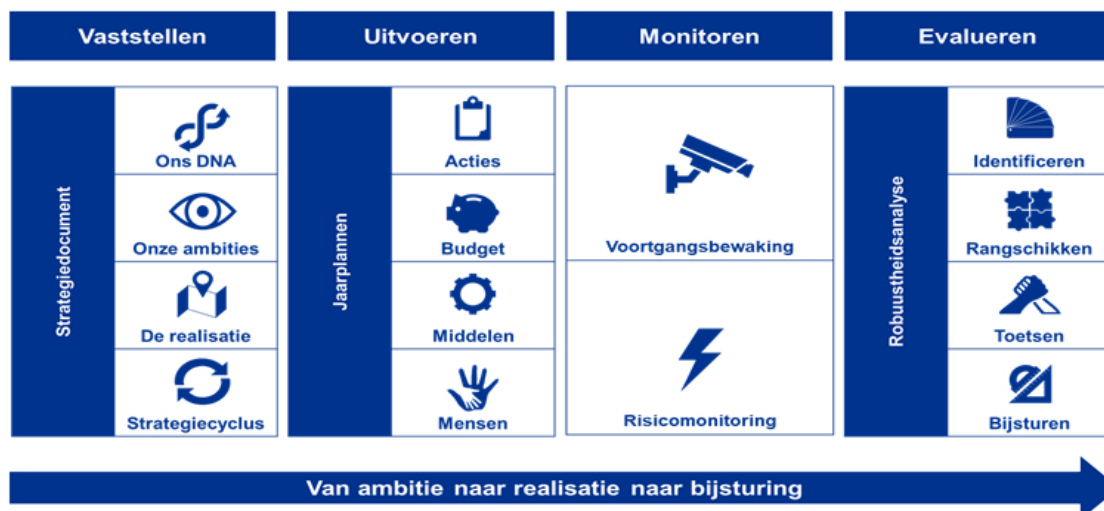 Vaststellen
Uitvoeren
Monitoren
Evalueren
Strategiedocument
Ons DNA
Onze ambities
De realisatie
Strategiecyclus
Jaarplannen
Acties
Budget
Middelen
Mensen
Voortgangsbewaking
Risicomonitoring
Robuustheidsanalyse
Identificeren
Rangschikken
Toetsen
Bijsturen
Van ambitie naar realisatie naar bijsturing